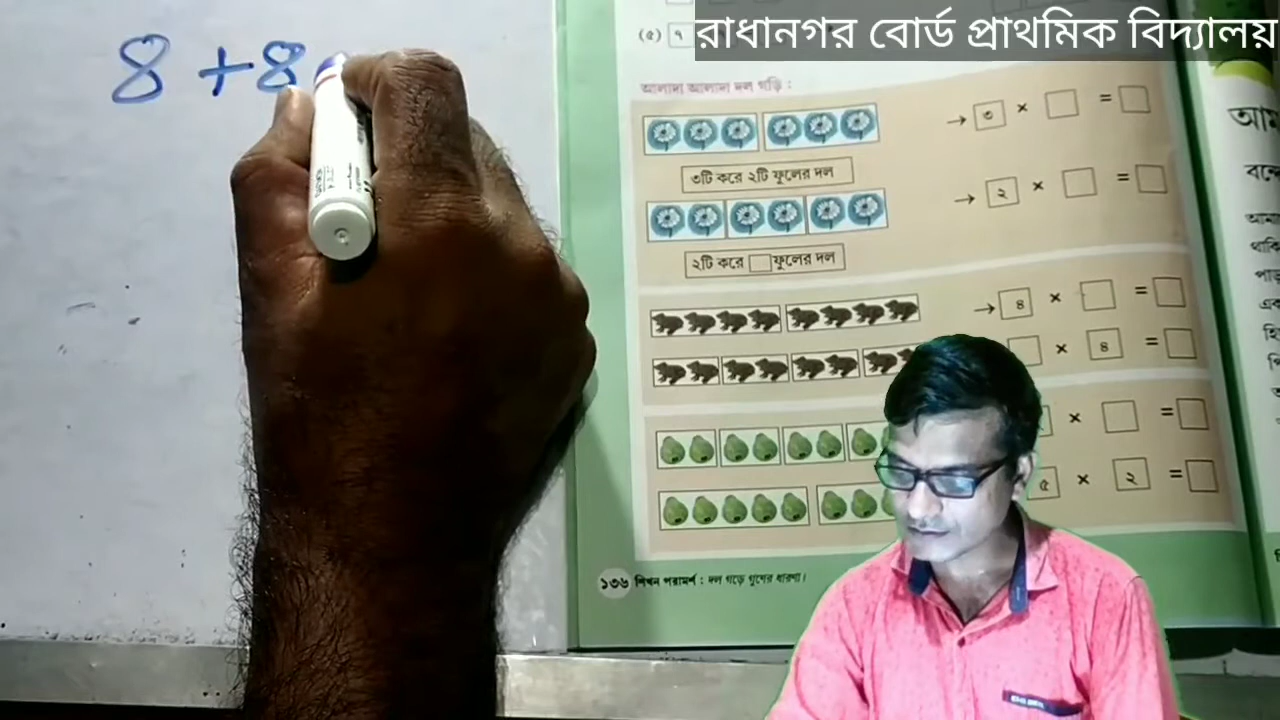 রাধানগর বোর্ড প্রাথমিক বিদ্যালয়
৪ + ৪
(৫) ৭
আলাদা আলাদা দল গড়ি :
→ ৩ × =
৩টি করে ২টি ফুলের দল
→ ২ × =
২টি করে ফুলের দল
→ ৪ × =
× ৪ =
× =
৫ × ২ =
১৩৬ শিখন পরামর্শ : দল গড়ে গুণের ধারণা।
বন্ধে